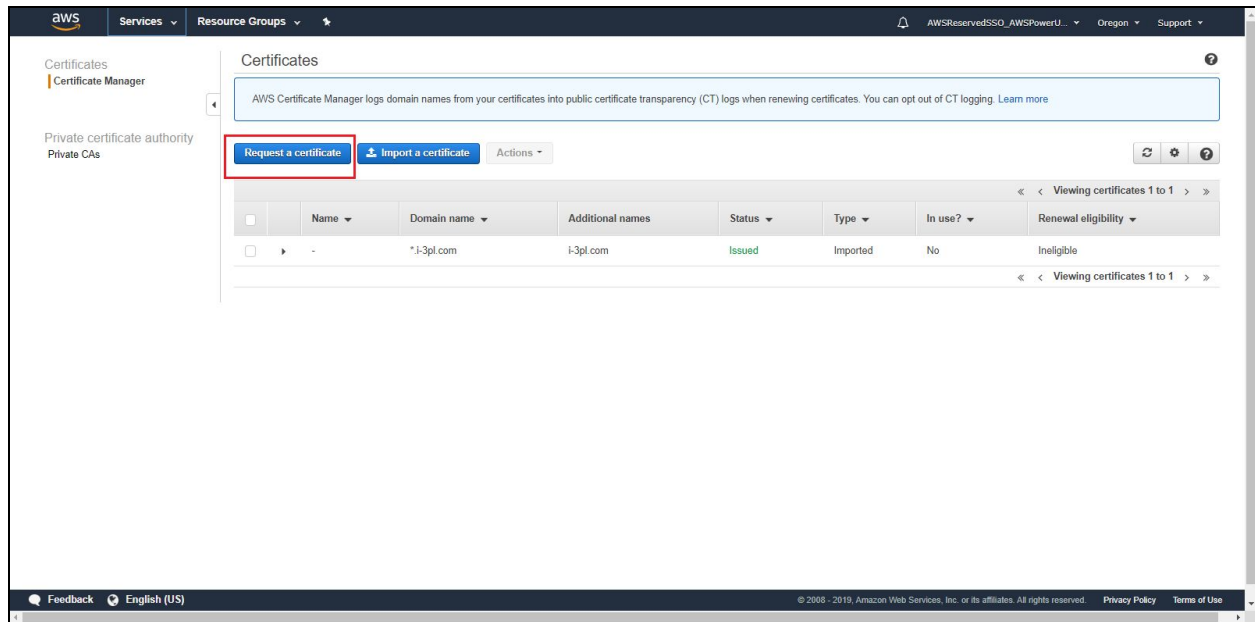 aws Services Resource Groups AWSReservedSSO_AWSPowerU... Oregon Support
Certificates
Certificate Manager
Private certificate authority
Private CAs
Certificates
AWS Certificate Manager logs domain names from your certificates into public certificate transparency (CT) logs when renewing certificates. You can opt out of CT logging. Learn more
Request a certificate Import a certificate Actions
« < Viewing certificates 1 to 1 > »
Name Domain name Additional names Status Type In use? Renewal eligibility
- *.i-3pl.com i-3pl.com Issued Imported No Ineligible
« < Viewing certificates 1 to 1 > »
Feedback English (US) © 2008 - 2019, Amazon Web Services, Inc. or its affiliates. All rights reserved. Privacy Policy Terms of Use